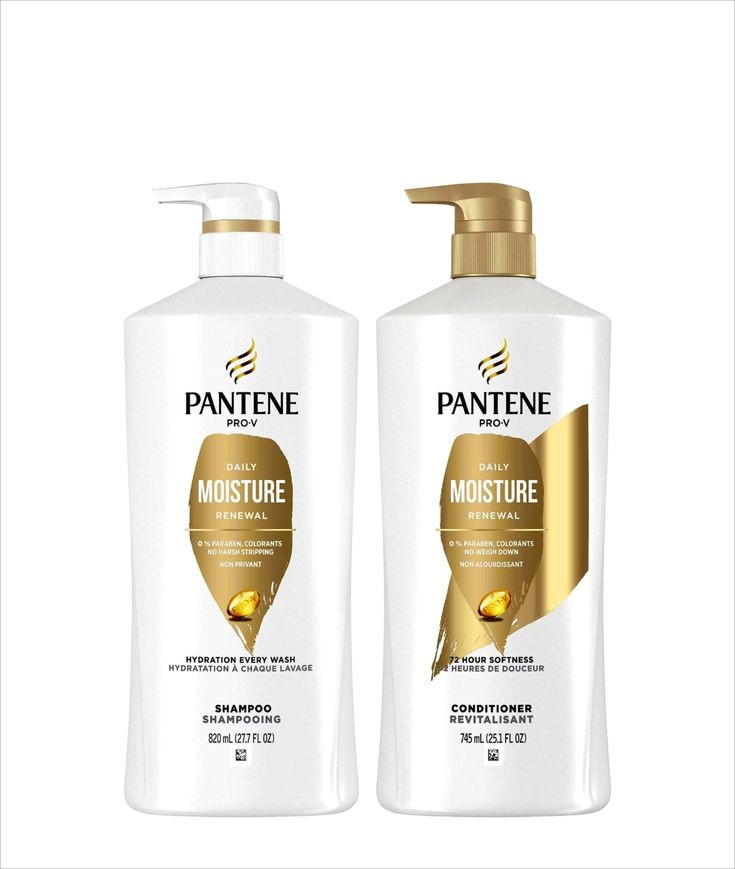 PANTENE
PRO-V
DAILY
MOISTURE
RENEWAL
0 % PARABEN, COLORANTS
NO HARSH STRIPPING
NON PRIVANT
HYDRATION EVERY WASH
HYDRATATION À CHAQUE LAVAGE
SHAMPOO
SHAMPOOING
820 mL (27.7 FL OZ)
PANTENE
PRO-V
DAILY
MOISTURE
RENEWAL
0 % PARABEN, COLORANTS
NO WEIGH DOWN
NON ALOURDISSANT
72 HOUR SOFTNESS
2 HEURES DE DOUCEUR
CONDITIONER
REVITALISANT
745 mL (25.1 FL OZ)